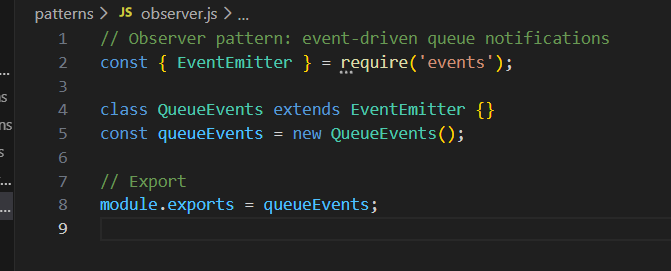 patterns > JS observer.js > ...
1 // Observer pattern: event-driven queue notifications
2 const { EventEmitter } = require('events');
3
4 class QueueEvents extends EventEmitter {}
5 const queueEvents = new QueueEvents();
6
7 // Export
8 module.exports = queueEvents;
9